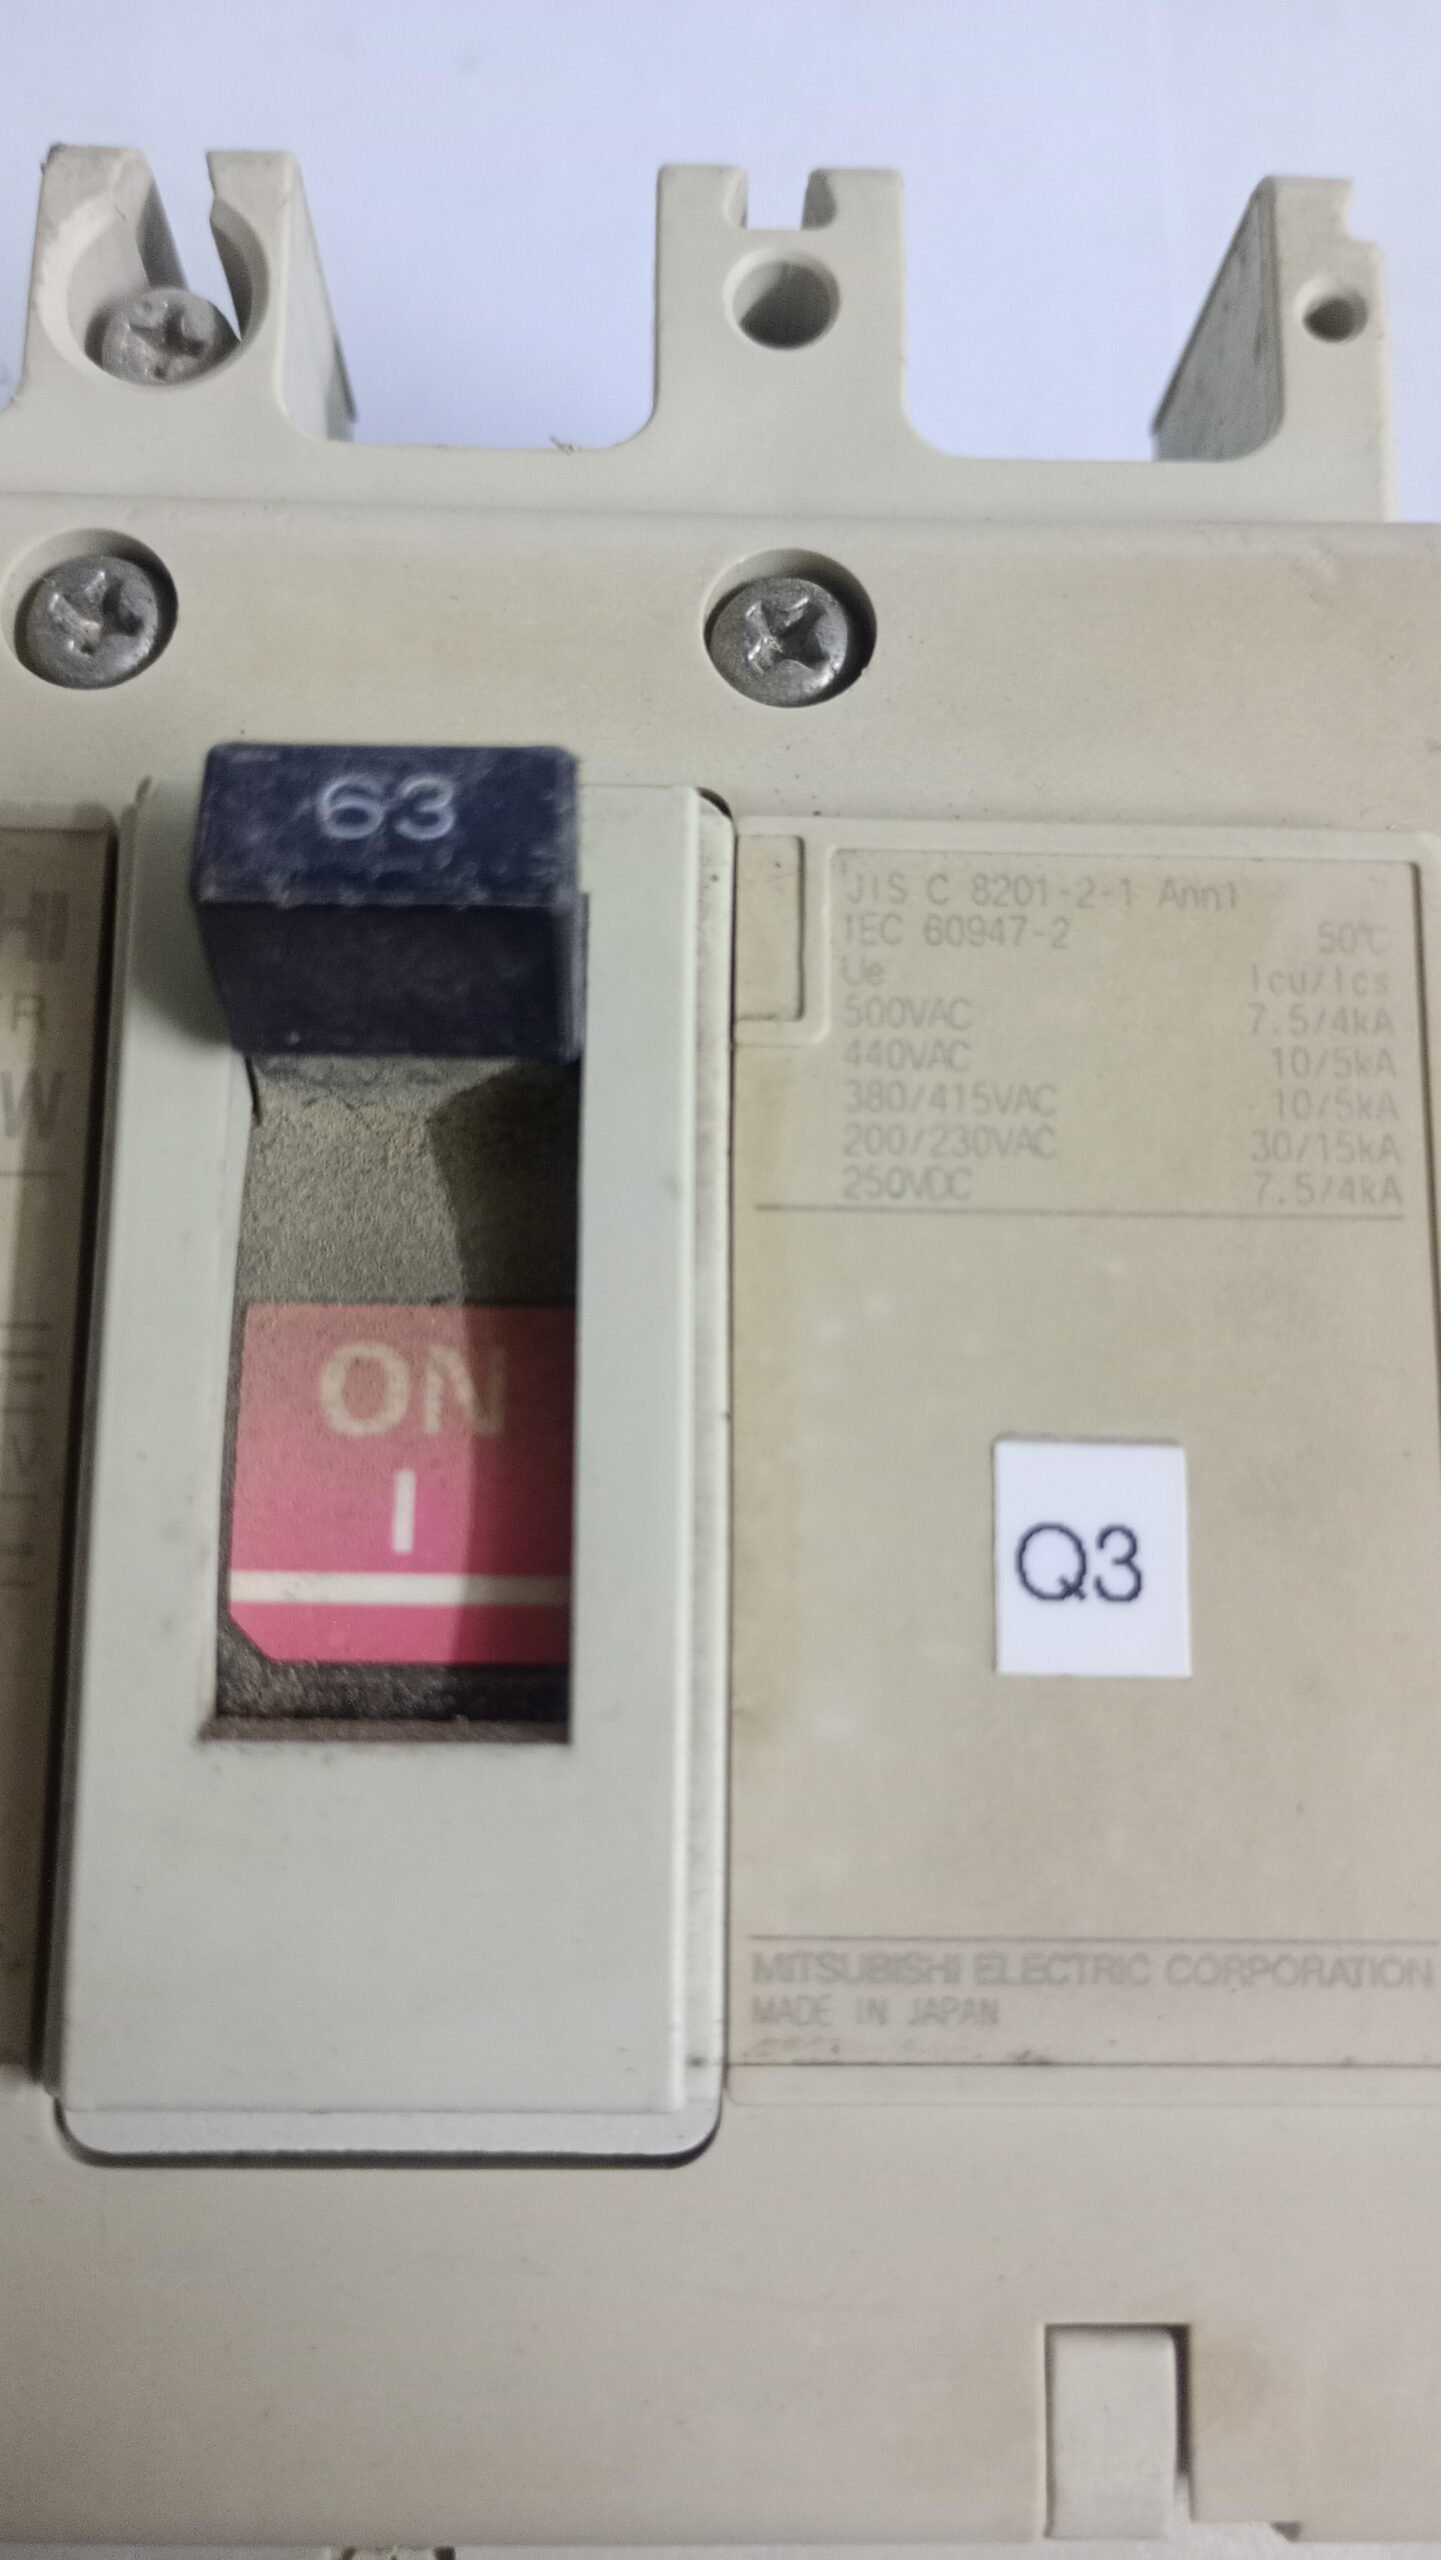 63
HI
R
W
JIS C 8201-2-1 Ann1
IEC 60947-2 50℃
Ue Icu/Ics
500VAC 7.5/4kA
440VAC 10/5kA
380/415VAC 10/5kA
200/230VAC 30/15kA
250VDC 7.5/4kA
ON
I
Q3
MITSUBISHI ELECTRIC CORPORATION
MADE IN JAPAN